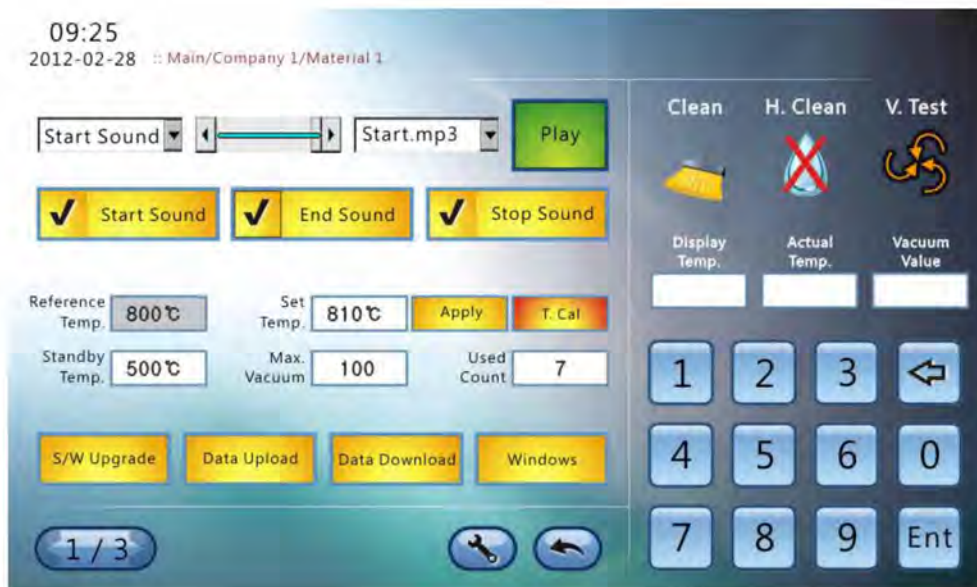 09:25
2012-02-28 :: Main/Company 1/Material 1
Clean H. Clean V. Test
Start Sound Start.mp3 Play
Start Sound End Sound Stop Sound
Display Temp. Actual Temp. Vacuum Value
Reference Temp. 800℃ Set Temp. 810℃ Apply T. Cal
Standby Temp. 500℃ Max. Vacuum 100 Used Count 7
1 2 3
S/W Upgrade Data Upload Data Download Windows
4 5 6 0
1 / 3
7 8 9 Ent